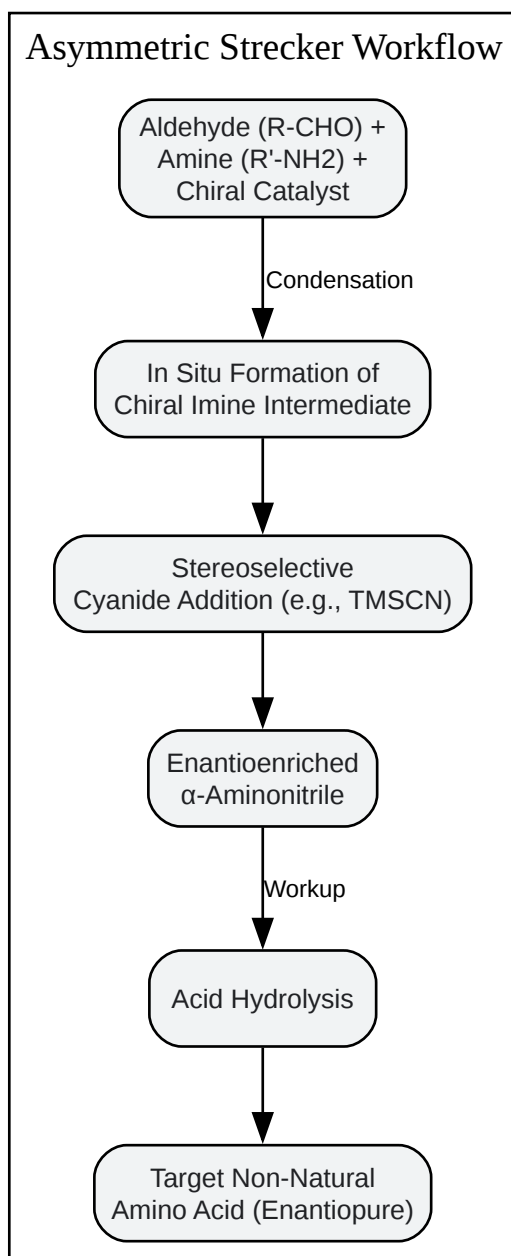 Asymmetric Strecker Workflow
Aldehyde (R-CHO) +
Amine (R'-NH2) +
Chiral Catalyst
Condensation
In Situ Formation of
Chiral Imine Intermediate
Stereoselective
Cyanide Addition (e.g., TMSCN)
Enantioenriched
α-Aminonitrile
Workup
Acid Hydrolysis
Target Non-Natural
Amino Acid (Enantiopure)